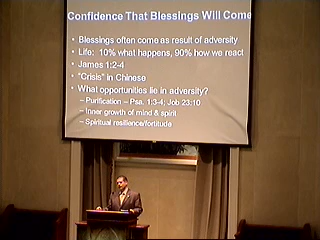 Confidence That Blessings Will Come
• Blessings often come as result of adversity
• Life: 10% what happens, 90% how we react
• James 1:2-4
• "Crisis" in Chinese
• What opportunities lie in adversity?
– Purification – Psa. 1:3-4; Job 23:10
– Inner growth of mind & spirit
– Spiritual resilience/fortitude